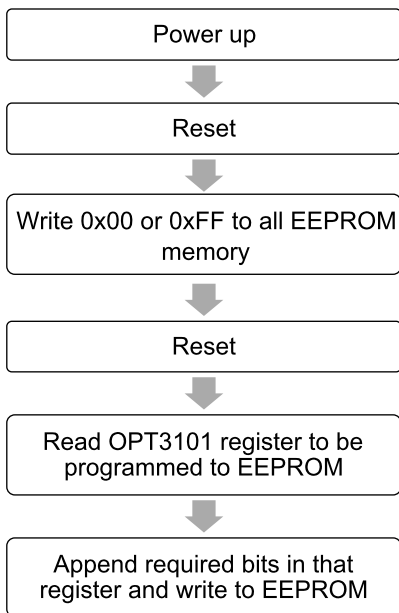 Power up
Reset
Write 0x00 or 0xFF to all EEPROM
memory
Reset
Read OPT3101 register to be
programmed to EEPROM
Append required bits in that
register and write to EEPROM